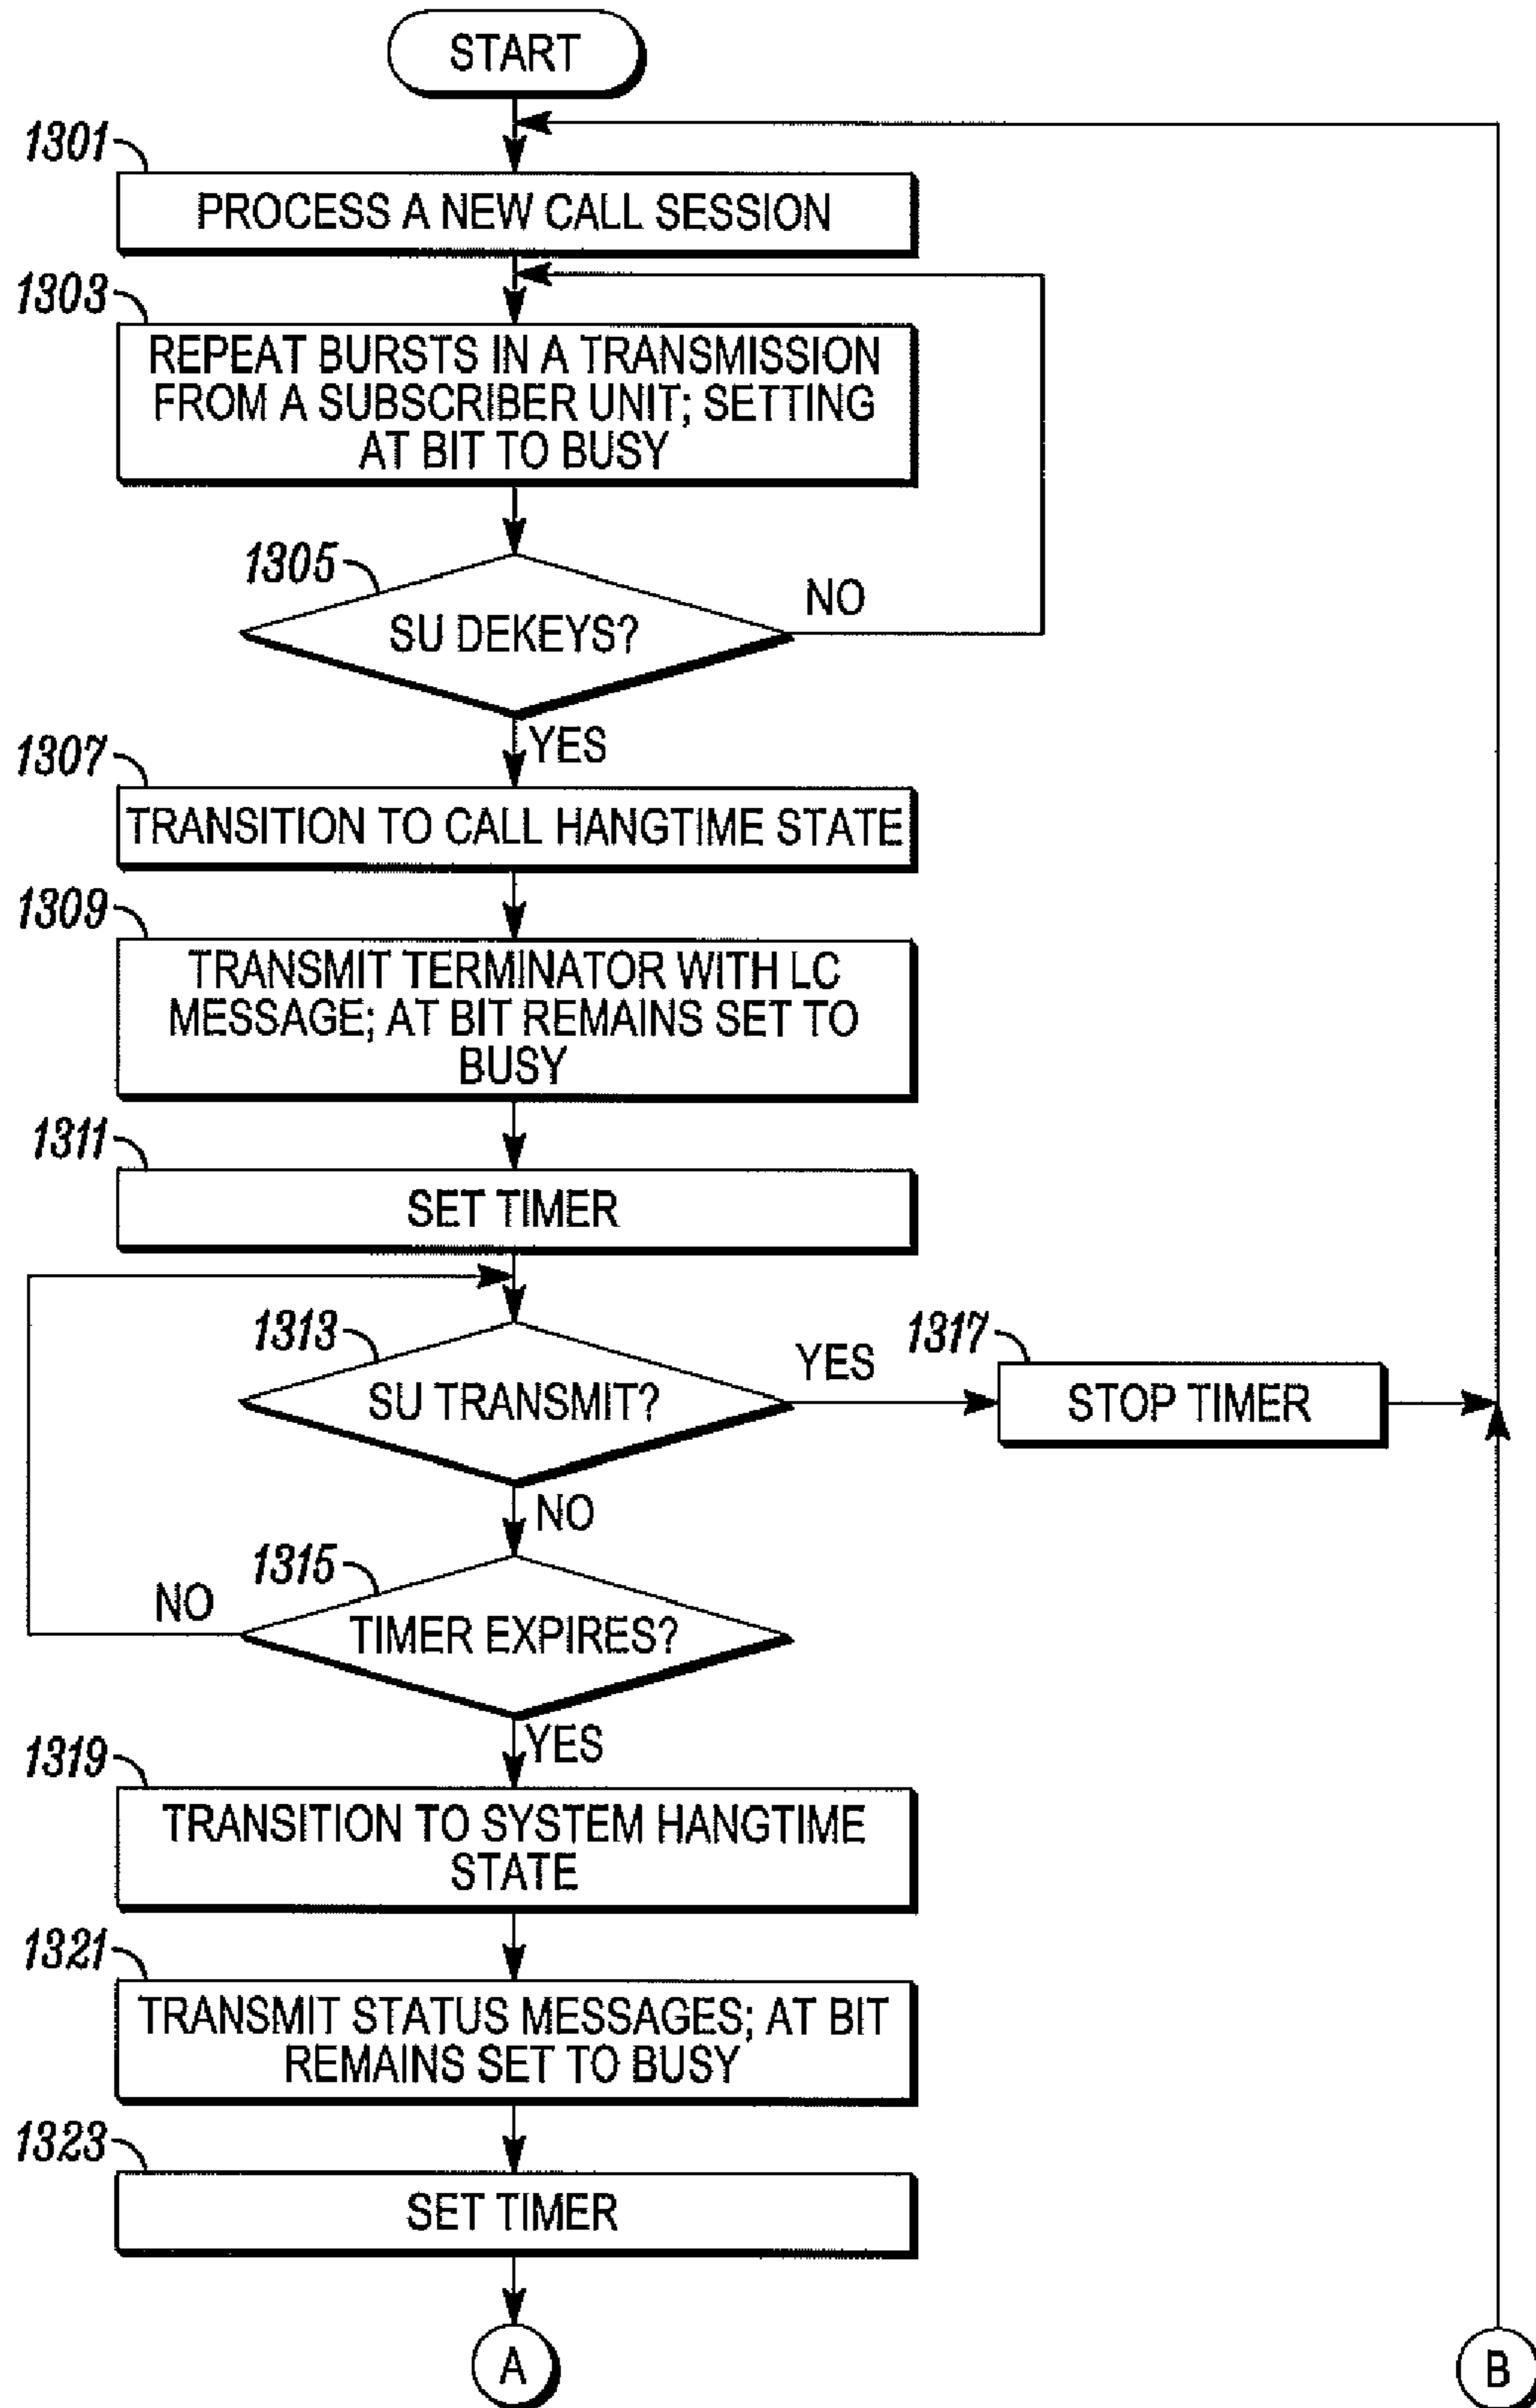 START
1301
PROCESS A NEW CALL SESSION
1303
REPEAT BURSTS IN A TRANSMISSION
FROM A SUBSCRIBER UNIT; SETTING
AT BIT TO BUSY
1305
SU DEKEYS?
NO
YES
1307
TRANSITION TO CALL HANGTIME STATE
1309
TRANSMIT TERMINATOR WITH LC
MESSAGE; AT BIT REMAINS SET TO
BUSY
1311
SET TIMER
1313
SU TRANSMIT?
YES
1317
STOP TIMER
NO
1315
TIMER EXPIRES?
NO
YES
1319
TRANSITION TO SYSTEM HANGTIME
STATE
1321
TRANSMIT STATUS MESSAGES; AT BIT
REMAINS SET TO BUSY
1323
SET TIMER
A
B